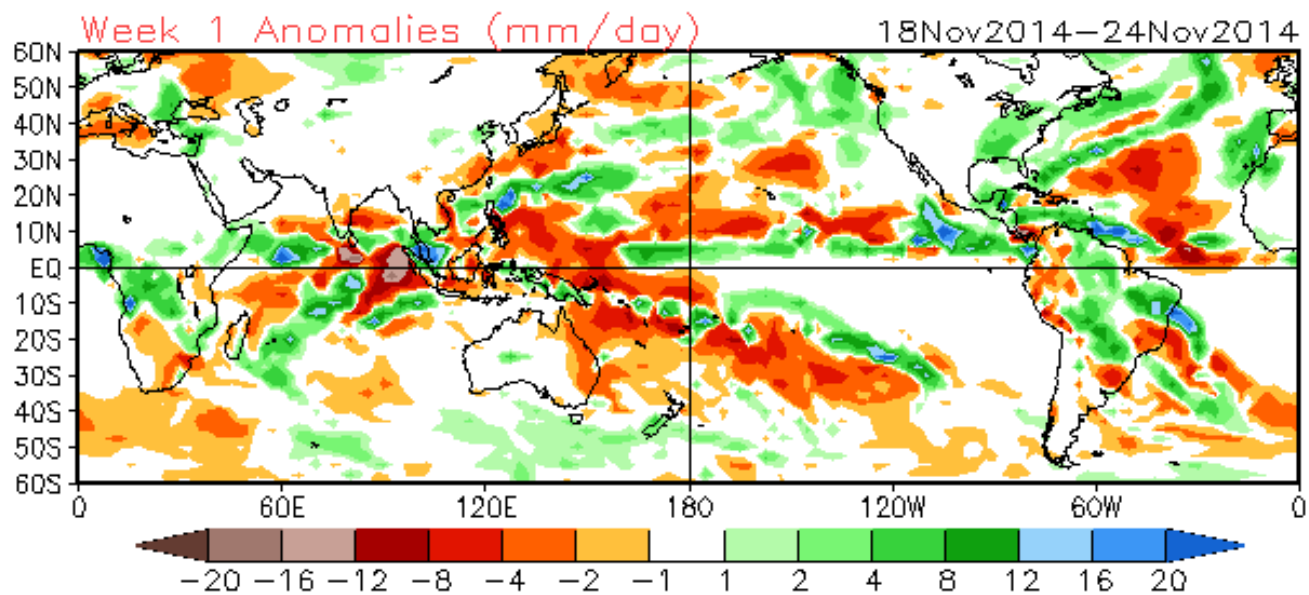 Week 1 Anomalies (mm/day) 18Nov2014−24Nov2014
60N
50N
40N
30N
20N
10N
EQ
10S
20S
30S
40S
50S
60S
0 60E 120E 180 120W 60W 0
−20 −16 −12 −8 −4 −2 −1 1 2 4 8 12 16 20